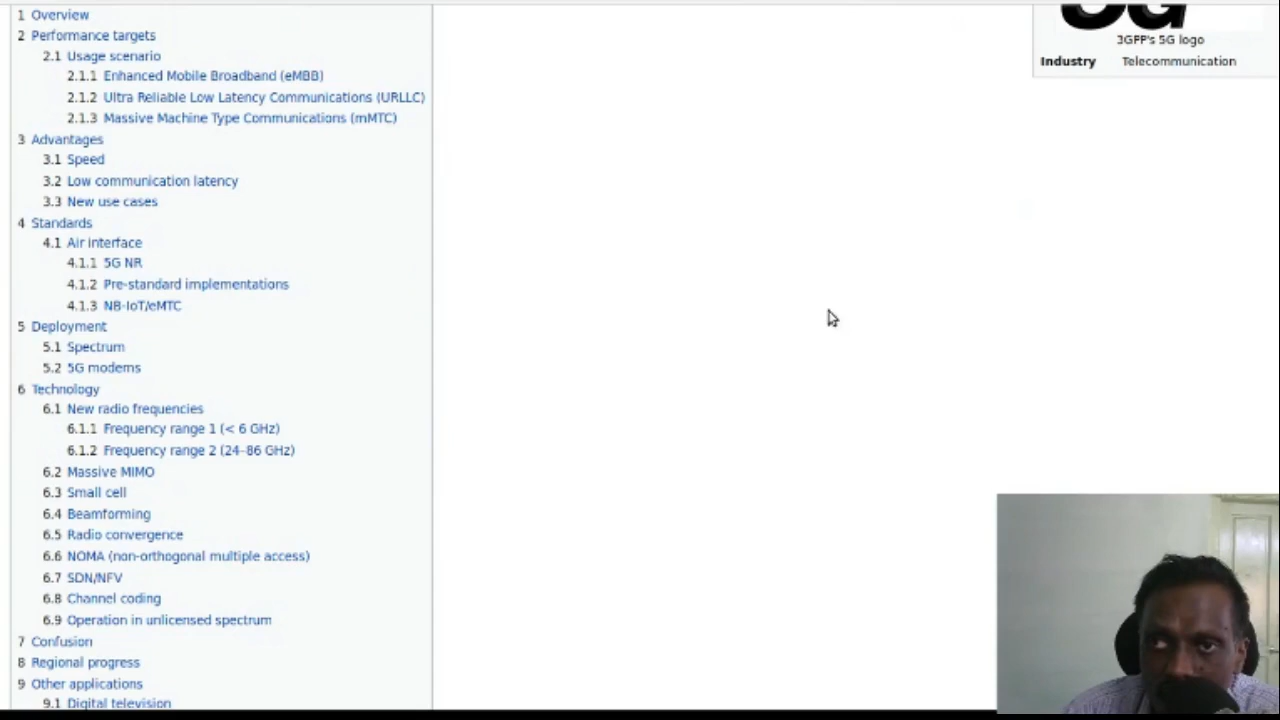 1 Overview
2 Performance targets
2.1 Usage scenario
2.1.1 Enhanced Mobile Broadband (eMBB)
2.1.2 Ultra Reliable Low Latency Communications (URLLC)
2.1.3 Massive Machine Type Communications (mMTC)
3 Advantages
3.1 Speed
3.2 Low communication latency
3.3 New use cases
4 Standards
4.1 Air interface
4.1.1 5G NR
4.1.2 Pre-standard implementations
4.1.3 NB-IoT/eMTC
5 Deployment
5.1 Spectrum
5.2 5G modems
6 Technology
6.1 New radio frequencies
6.1.1 Frequency range 1 (< 6 GHz)
6.1.2 Frequency range 2 (24–86 GHz)
6.2 Massive MIMO
6.3 Small cell
6.4 Beamforming
6.5 Radio convergence
6.6 NOMA (non-orthogonal multiple access)
6.7 SDN/NFV
6.8 Channel coding
6.9 Operation in unlicensed spectrum
7 Confusion
8 Regional progress
9 Other applications
9.1 Digital television
5G
3GPP's 5G logo
Industry Telecommunication